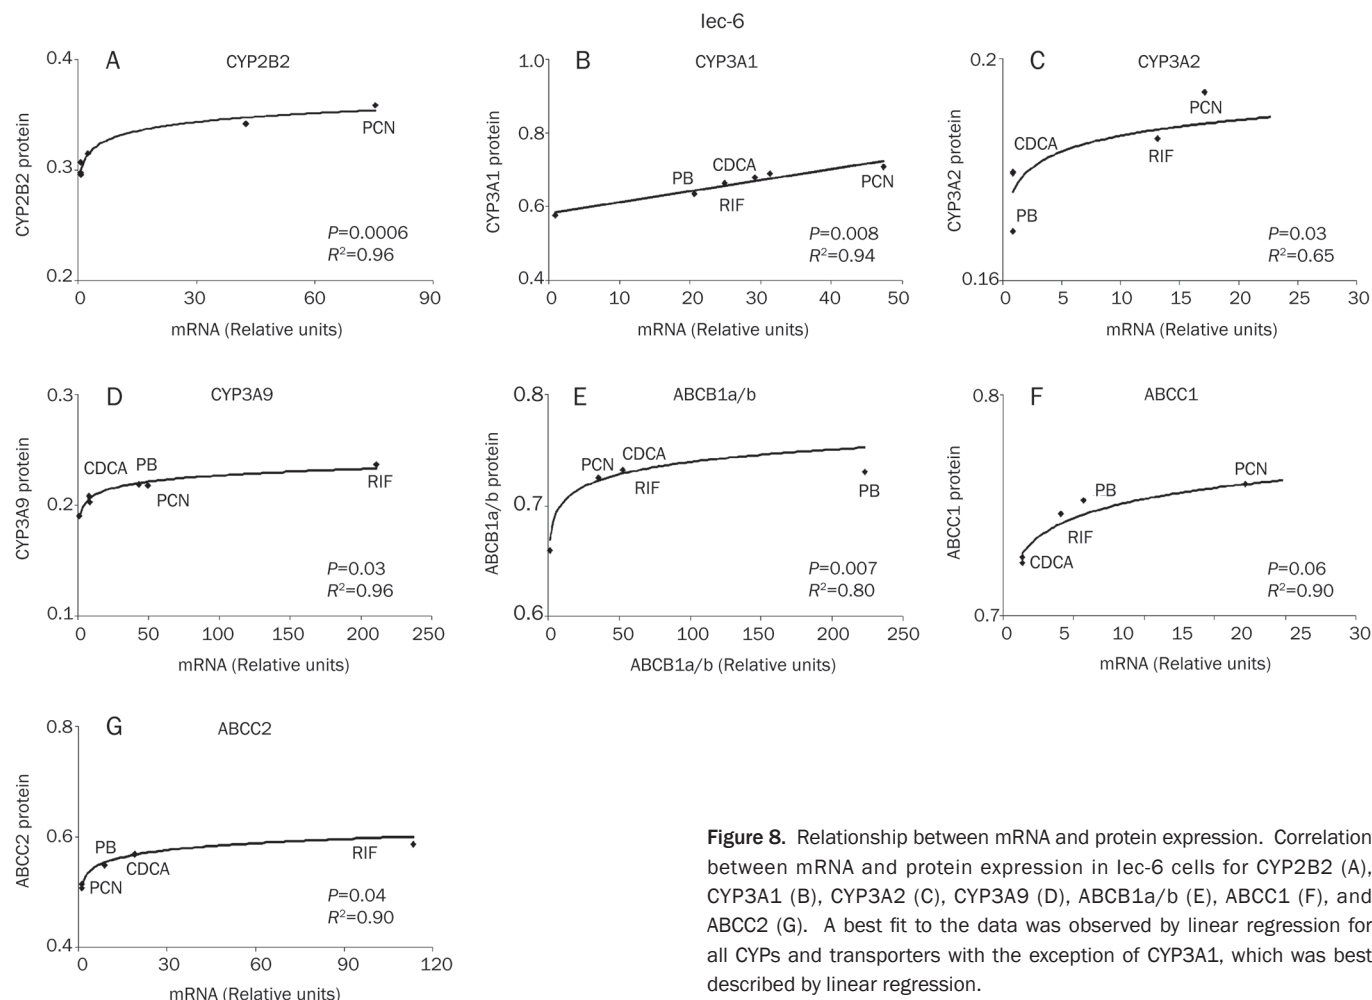 Iec-6
A
CYP2B2
0.4
0.3
0.2
CYP2B2 protein
PCN
P=0.0006
R²=0.96
0 30 60 90
mRNA (Relative units)
B
CYP3A1
1.0
0.8
0.6
0.4
CYP3A1 protein
PB
CDCA
RIF
PCN
P=0.008
R²=0.94
0 10 20 30 40 50
mRNA (Relative units)
C
CYP3A2
0.2
0.16
CYP3A2 protein
CDCA
PB
PCN
RIF
P=0.03
R²=0.65
0 5 10 15 20 25 30
mRNA (Relative units)
D
CYP3A9
0.3
0.2
0.1
CYP3A9 protein
CDCA
PB
PCN
RIF
P=0.03
R²=0.96
0 50 100 150 200 250
mRNA (Relative units)
E
ABCB1a/b
0.8
0.7
0.6
ABCB1a/b protein
PCN
CDCA
RIF
PB
P=0.007
R²=0.80
0 50 100 150 200 250
ABCB1a/b (Relative units)
F
ABCC1
0.8
0.7
ABCC1 protein
PCN
PB
RIF
CDCA
P=0.06
R²=0.90
0 5 10 15 20 25 30
mRNA (Relative units)
G
ABCC2
0.8
0.6
0.4
ABCC2 protein
PB
CDCA
PCN
RIF
P=0.04
R²=0.90
0 30 60 90 120
mRNA (Relative units)
Figure 8. Relationship between mRNA and protein expression. Correlation
between mRNA and protein expression in Iec-6 cells for CYP2B2 (A),
CYP3A1 (B), CYP3A2 (C), CYP3A9 (D), ABCB1a/b (E), ABCC1 (F), and
ABCC2 (G). A best fit to the data was observed by linear regression for
all CYPs and transporters with the exception of CYP3A1, which was best
described by linear regression.